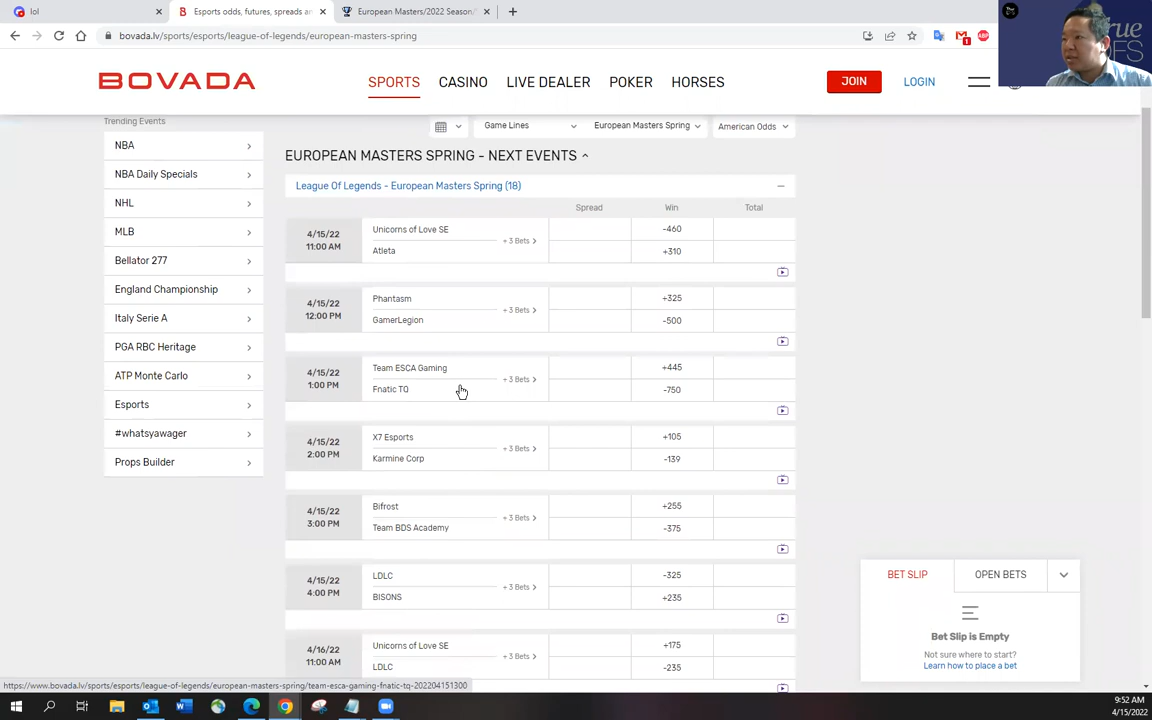 lol
Esports odds, futures, spreads an
European Masters/2022 Season/
bovada.lv/sports/esports/league-of-legends/european-masters-spring
BOVADA
SPORTS
CASINO
LIVE DEALER
POKER
HORSES
JOIN
LOGIN
Trending Events
NBA
NBA Daily Specials
NHL
MLB
Bellator 277
England Championship
Italy Serie A
PGA RBC Heritage
ATP Monte Carlo
Esports
#whatsyawager
Props Builder
Game Lines
European Masters Spring
American Odds
EUROPEAN MASTERS SPRING - NEXT EVENTS
League Of Legends - European Masters Spring (18)
Spread Win Total
4/15/22 11:00 AM
Unicorns of Love SE -460
+ 3 Bets
Atleta +310
4/15/22 12:00 PM
Phantasm +325
+ 3 Bets
GamerLegion -500
4/15/22 1:00 PM
Team ESCA Gaming +445
+ 3 Bets
Fnatic TQ -750
4/15/22 2:00 PM
X7 Esports +105
+ 3 Bets
Karmine Corp -139
4/15/22 3:00 PM
Bifrost +255
+ 3 Bets
Team BDS Academy -375
4/15/22 4:00 PM
LDLC -325
+ 3 Bets
BISONS +235
4/16/22 11:00 AM
Unicorns of Love SE +175
+ 3 Bets
LDLC -235
BET SLIP
OPEN BETS
Bet Slip is Empty
Not sure where to start?
Learn how to place a bet
https://www.bovada.lv/sports/esports/league-of-legends/european-masters-spring/team-esca-gaming-fnatic-tq-202204151300
9:52 AM
4/15/2022